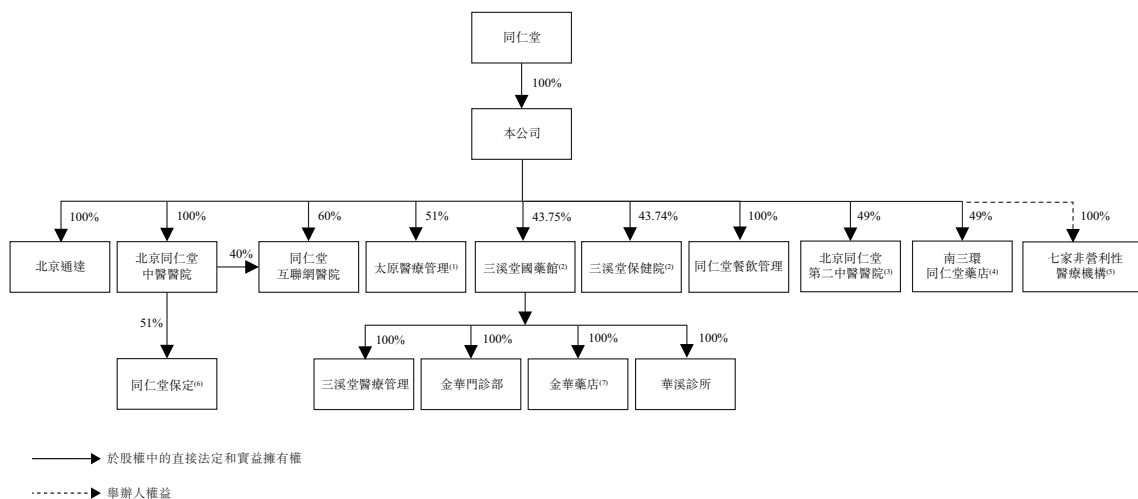 同仁堂
100%
本公司
100%
100%
60%
51%
43.75%
43.74%
100%
49%
49%
100%
北京通達
北京同仁堂
中醫醫院
40%
同仁堂
互聯網醫院
太原醫療管理(1)
三溪堂國藥館(2)
三溪堂保健院(2)
同仁堂餐飲管理
北京同仁堂
第二中醫醫院(3)
南三環
同仁堂藥店(4)
七家非營利性
醫療機構(5)
51%
100%
100%
100%
100%
同仁堂保定(6)
三溪堂醫療管理
金華門診部
金華藥店(7)
華溪診所
於股權中的直接法定和實益擁有權
舉辦人權益